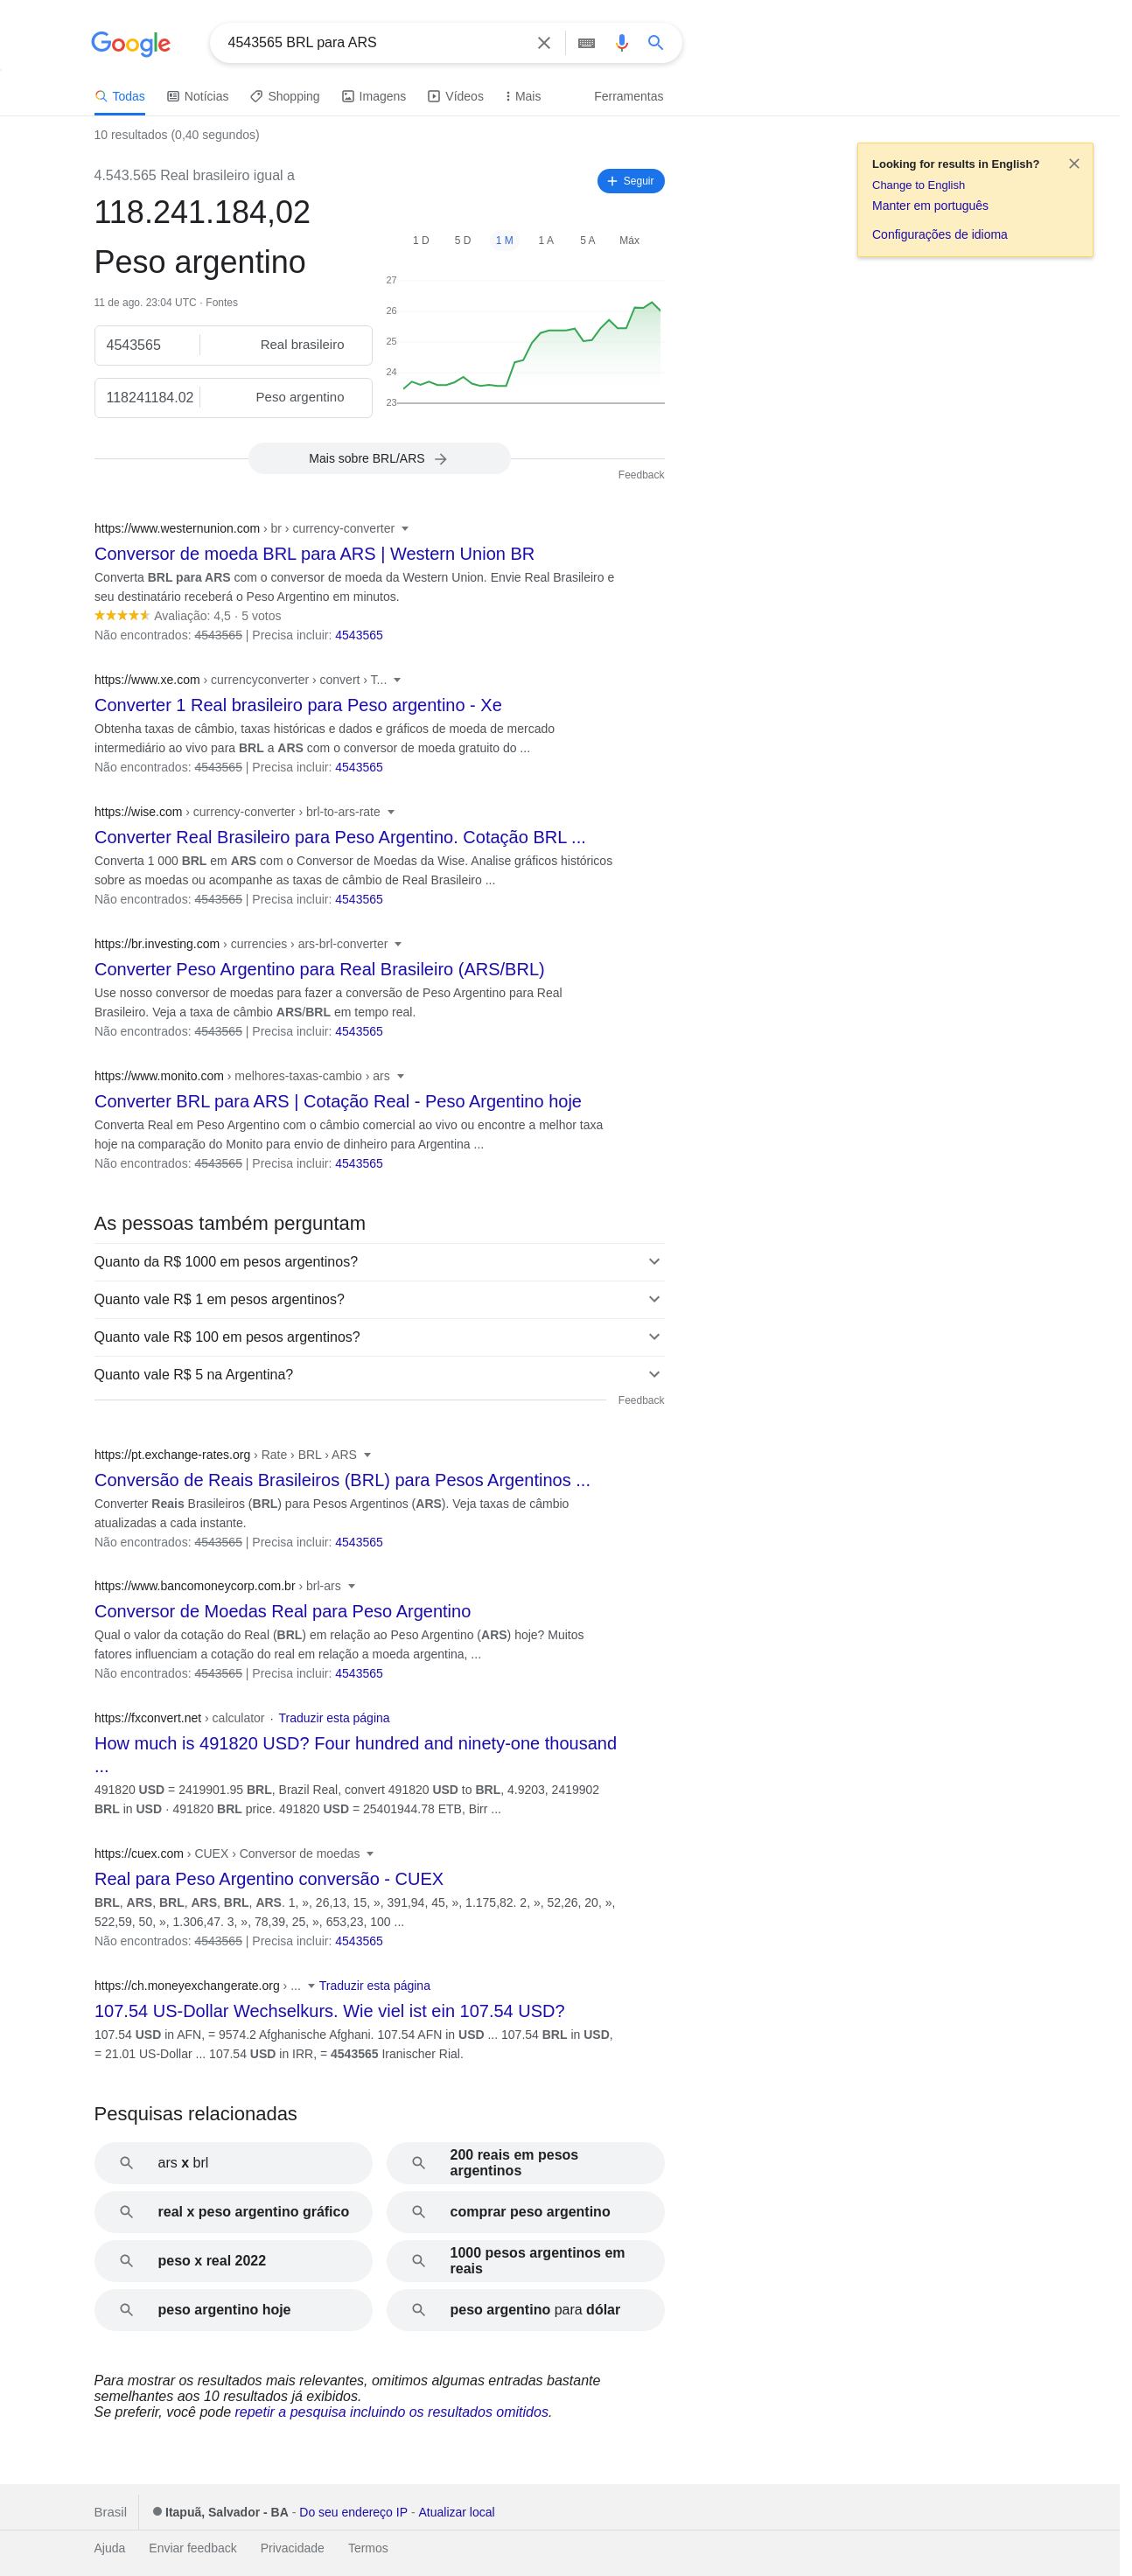 Google
4543565 BRL para ARS
Todas Notícias Shopping Imagens Vídeos Mais Ferramentas
10 resultados (0,40 segundos)
Looking for results in English?
Change to English
Manter em português
Configurações de idioma
4.543.565 Real brasileiro igual a
Seguir
118.241.184,02
Peso argentino
11 de ago. 23:04 UTC · Fontes
4543565 Real brasileiro
118241184.02 Peso argentino
1 D 5 D 1 M 1 A 5 A Máx
27
26
25
24
23
Mais sobre BRL/ARS
Feedback
https://www.westernunion.com › br › currency-converter
Conversor de moeda BRL para ARS | Western Union BR
Converta BRL para ARS com o conversor de moeda da Western Union. Envie Real Brasileiro e
seu destinatário receberá o Peso Argentino em minutos.
Avaliação: 4,5 · 5 votos
Não encontrados: 4543565 | Precisa incluir: 4543565
https://www.xe.com › currencyconverter › convert › T...
Converter 1 Real brasileiro para Peso argentino - Xe
Obtenha taxas de câmbio, taxas históricas e dados e gráficos de moeda de mercado
intermediário ao vivo para BRL a ARS com o conversor de moeda gratuito do ...
Não encontrados: 4543565 | Precisa incluir: 4543565
https://wise.com › currency-converter › brl-to-ars-rate
Converter Real Brasileiro para Peso Argentino. Cotação BRL ...
Converta 1 000 BRL em ARS com o Conversor de Moedas da Wise. Analise gráficos históricos
sobre as moedas ou acompanhe as taxas de câmbio de Real Brasileiro ...
Não encontrados: 4543565 | Precisa incluir: 4543565
https://br.investing.com › currencies › ars-brl-converter
Converter Peso Argentino para Real Brasileiro (ARS/BRL)
Use nosso conversor de moedas para fazer a conversão de Peso Argentino para Real
Brasileiro. Veja a taxa de câmbio ARS/BRL em tempo real.
Não encontrados: 4543565 | Precisa incluir: 4543565
https://www.monito.com › melhores-taxas-cambio › ars
Converter BRL para ARS | Cotação Real - Peso Argentino hoje
Converta Real em Peso Argentino com o câmbio comercial ao vivo ou encontre a melhor taxa
hoje na comparação do Monito para envio de dinheiro para Argentina ...
Não encontrados: 4543565 | Precisa incluir: 4543565
As pessoas também perguntam
Quanto da R$ 1000 em pesos argentinos?
Quanto vale R$ 1 em pesos argentinos?
Quanto vale R$ 100 em pesos argentinos?
Quanto vale R$ 5 na Argentina?
Feedback
https://pt.exchange-rates.org › Rate › BRL › ARS
Conversão de Reais Brasileiros (BRL) para Pesos Argentinos ...
Converter Reais Brasileiros (BRL) para Pesos Argentinos (ARS). Veja taxas de câmbio
atualizadas a cada instante.
Não encontrados: 4543565 | Precisa incluir: 4543565
https://www.bancomoneycorp.com.br › brl-ars
Conversor de Moedas Real para Peso Argentino
Qual o valor da cotação do Real (BRL) em relação ao Peso Argentino (ARS) hoje? Muitos
fatores influenciam a cotação do real em relação a moeda argentina, ...
Não encontrados: 4543565 | Precisa incluir: 4543565
https://fxconvert.net › calculator · Traduzir esta página
How much is 491820 USD? Four hundred and ninety-one thousand
...
491820 USD = 2419901.95 BRL, Brazil Real, convert 491820 USD to BRL, 4.9203, 2419902
BRL in USD · 491820 BRL price. 491820 USD = 25401944.78 ETB, Birr ...
https://cuex.com › CUEX › Conversor de moedas
Real para Peso Argentino conversão - CUEX
BRL, ARS, BRL, ARS, BRL, ARS. 1, », 26,13, 15, », 391,94, 45, », 1.175,82. 2, », 52,26, 20, »,
522,59, 50, », 1.306,47. 3, », 78,39, 25, », 653,23, 100 ...
Não encontrados: 4543565 | Precisa incluir: 4543565
https://ch.moneyexchangerate.org › ... Traduzir esta página
107.54 US-Dollar Wechselkurs. Wie viel ist ein 107.54 USD?
107.54 USD in AFN, = 9574.2 Afghanische Afghani. 107.54 AFN in USD ... 107.54 BRL in USD,
= 21.01 US-Dollar ... 107.54 USD in IRR, = 4543565 Iranischer Rial.
Pesquisas relacionadas
ars x brl
200 reais em pesos
argentinos
real x peso argentino gráfico
comprar peso argentino
peso x real 2022
1000 pesos argentinos em
reais
peso argentino hoje
peso argentino para dólar
Para mostrar os resultados mais relevantes, omitimos algumas entradas bastante
semelhantes aos 10 resultados já exibidos.
Se preferir, você pode repetir a pesquisa incluindo os resultados omitidos.
Brasil Itapuã, Salvador - BA - Do seu endereço IP - Atualizar local
Ajuda Enviar feedback Privacidade Termos